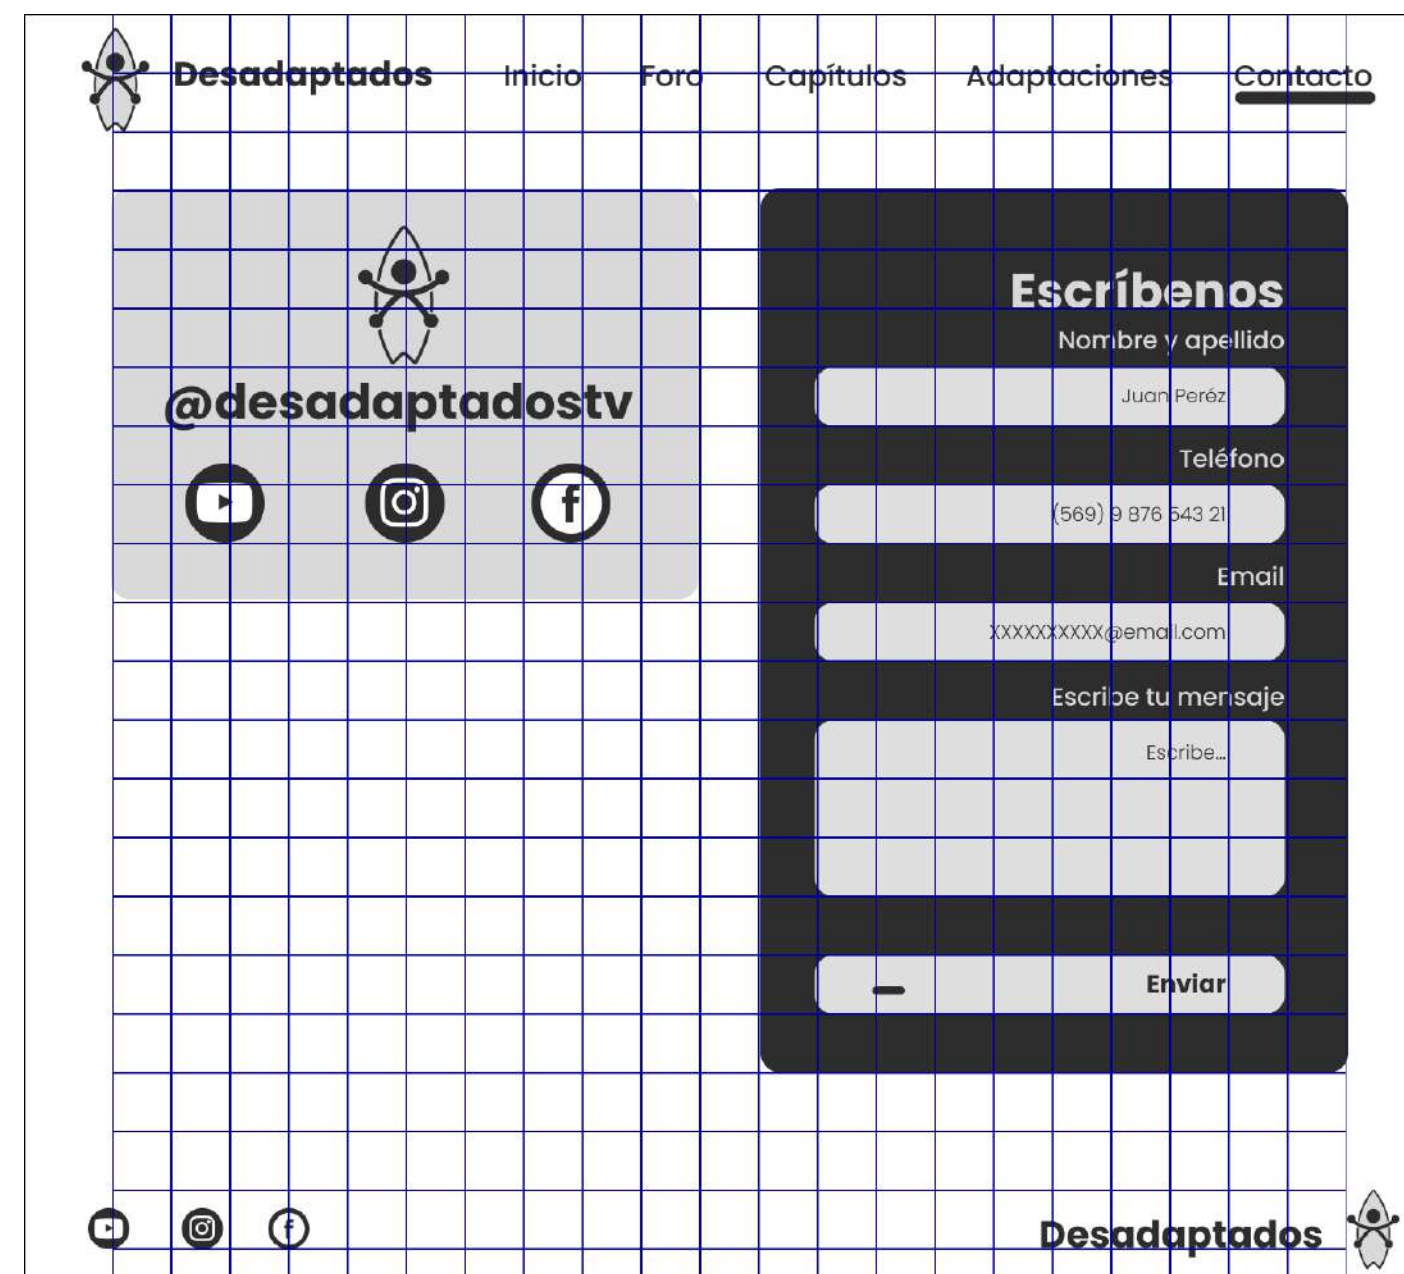 Desadaptados Inicio Foro Capítulos Adaptaciones Contacto
@desadaptadostv
Escríbenos
Nombre y apellido
Juan Peréz
Teléfono
(569) 9 876 543 21
Email
XXXXXXXXXX@email.com
Escribe tu mensaje
Escribe...
Enviar
Desadaptados